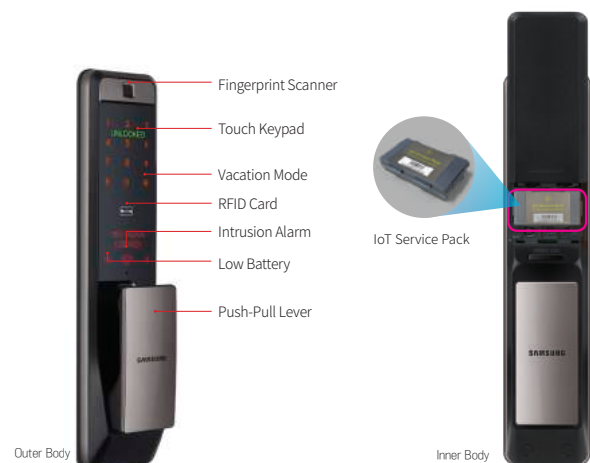 Fingerprint Scanner
Touch Keypad
UNLOCKED
Vacation Mode
RFID Card
Intrusion Alarm
Low Battery
Push-Pull Lever
SAMSUNG
Outer Body
IoT Service Pack
SAMSUNG
Inner Body